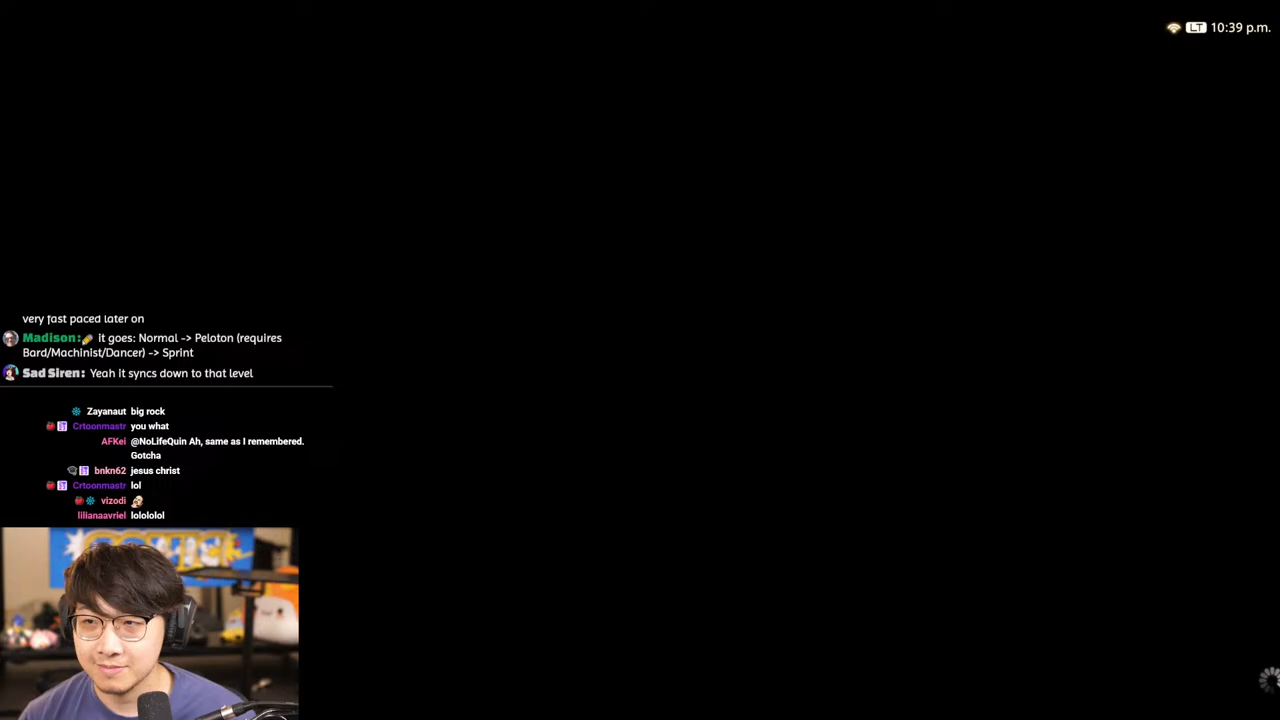 LT 10:39 p.m.
very fast paced later on
Madison: it goes: Normal -> Peloton (requires
Bard/Machinist/Dancer) -> Sprint
Sad Siren: Yeah it syncs down to that level
Zayanaut big rock
Crtoonmastr you what
AFKei @NoLifeQuin Ah, same as I remembered.
Gotcha
bnkn62 jesus christ
Crtoonmastr lol
vizodi
lilianaavriel lolololol